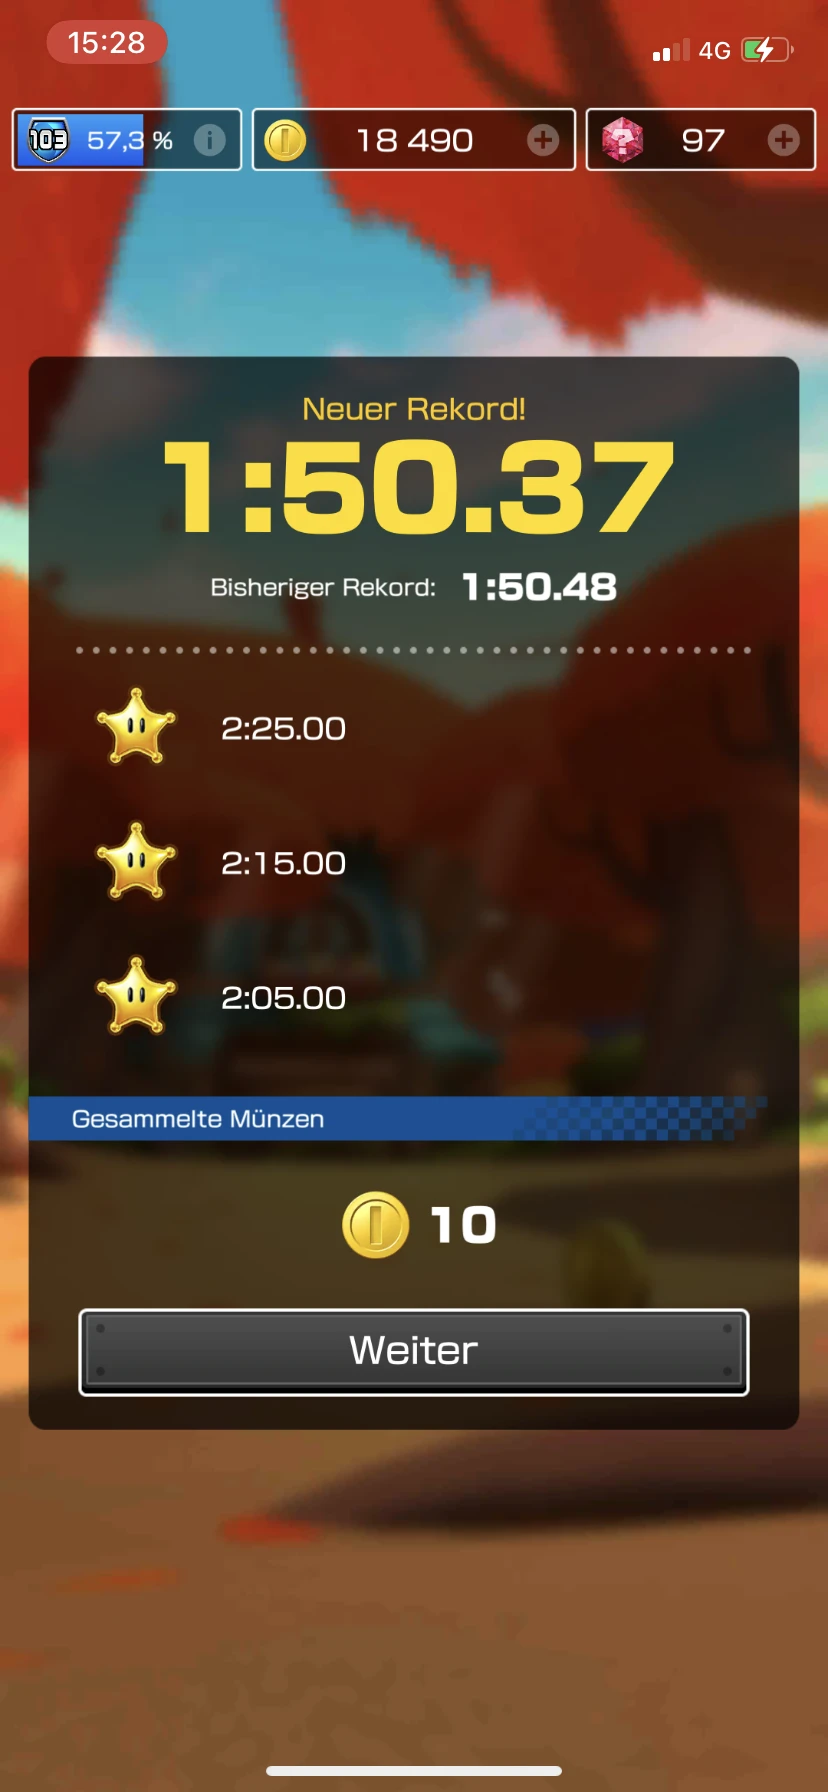 15:28
4G
103 57,3 %
18 490
97
Neuer Rekord!
1:50.37
Bisheriger Rekord: 1:50.48
2:25.00
2:15.00
2:05.00
Gesammelte Münzen
10
Weiter